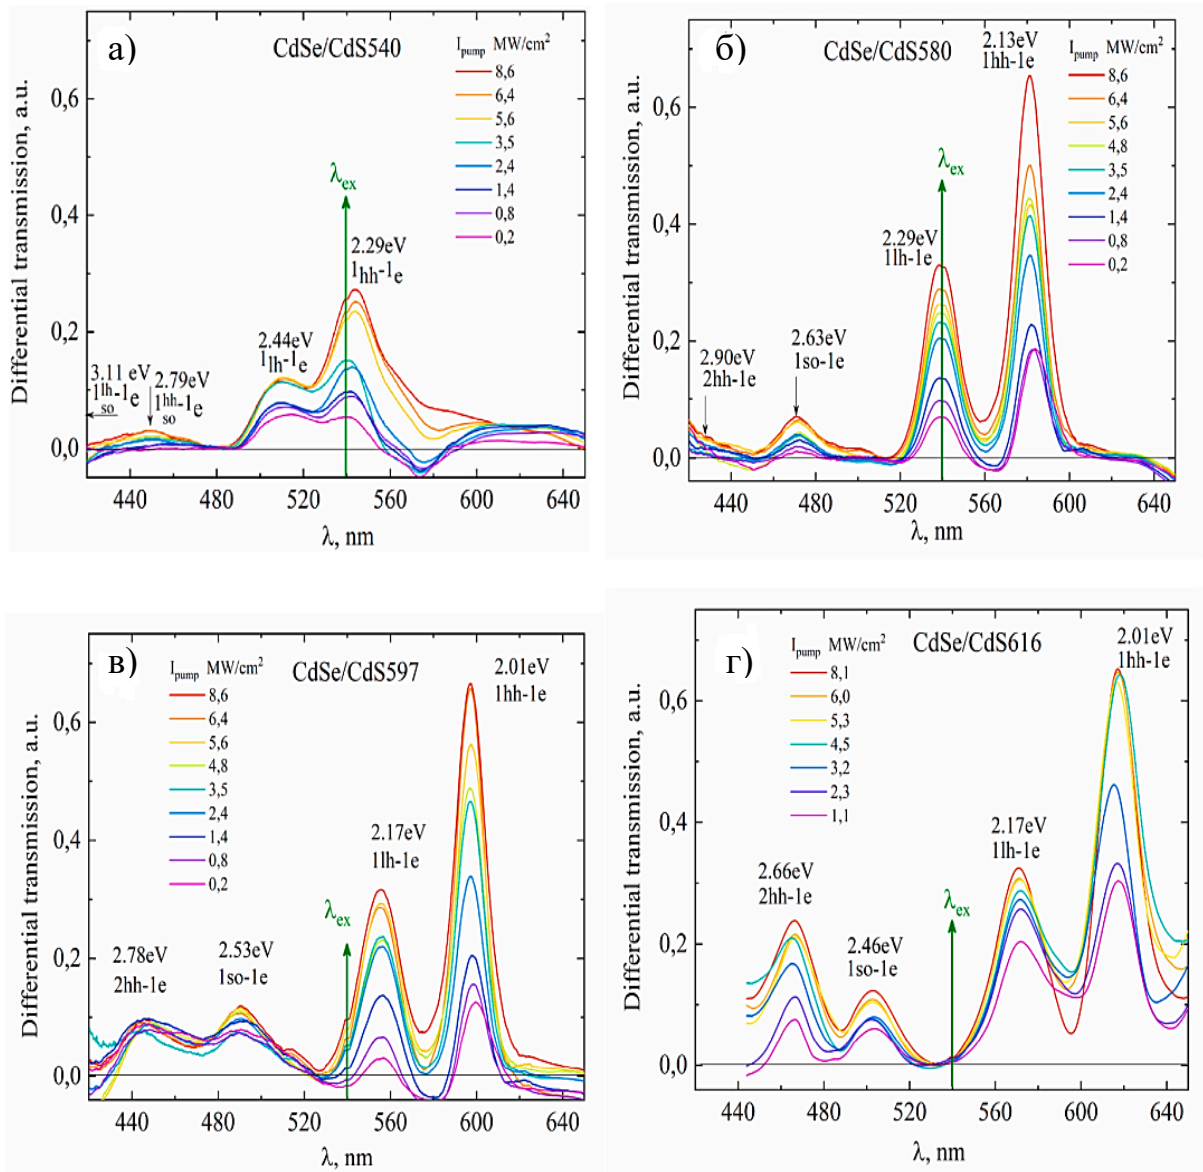 а)
CdSe/CdS540
I pump MW/cm²
8,6
6,4
5,6
3,5
2,4
1,4
0,8
0,2
λex
2.29eV
1hh-1e
2.44eV
1lh-1e
3.11 eV
1lh-1e
so
2.79eV
1hh-1e
so
0,6
0,4
0,2
0,0
440 480 520 560 600 640
λ, nm
Differential transmission, a.u.
б)
CdSe/CdS580
2.13eV
1hh-1e
I pump MW/cm²
8,6
6,4
5,6
4,8
3,5
2,4
1,4
0,8
0,2
λex
2.29eV
1lh-1e
2.63eV
1so-1e
2.90eV
2hh-1e
0,6
0,4
0,2
0,0
440 480 520 560 600 640
λ, nm
Differential transmission, a.u.
в)
I pump MW/cm²
CdSe/CdS597
8,6
6,4
5,6
4,8
3,5
2,4
1,4
0,8
0,2
2.01eV
1hh-1e
2.17eV
1lh-1e
λex
2.53eV
1so-1e
2.78eV
2hh-1e
0,6
0,4
0,2
0,0
440 480 520 560 600 640
λ, nm
Differential transmission, a.u.
г)
I pump MW/cm²
CdSe/CdS616
8,1
6,0
5,3
4,5
3,2
2,3
1,1
2.01eV
1hh-1e
2.17eV
1lh-1e
2.66eV
2hh-1e
λex
2.46eV
1so-1e
0,6
0,4
0,2
0,0
440 480 520 560 600 640
λ, nm
Differential transmission, a.u.